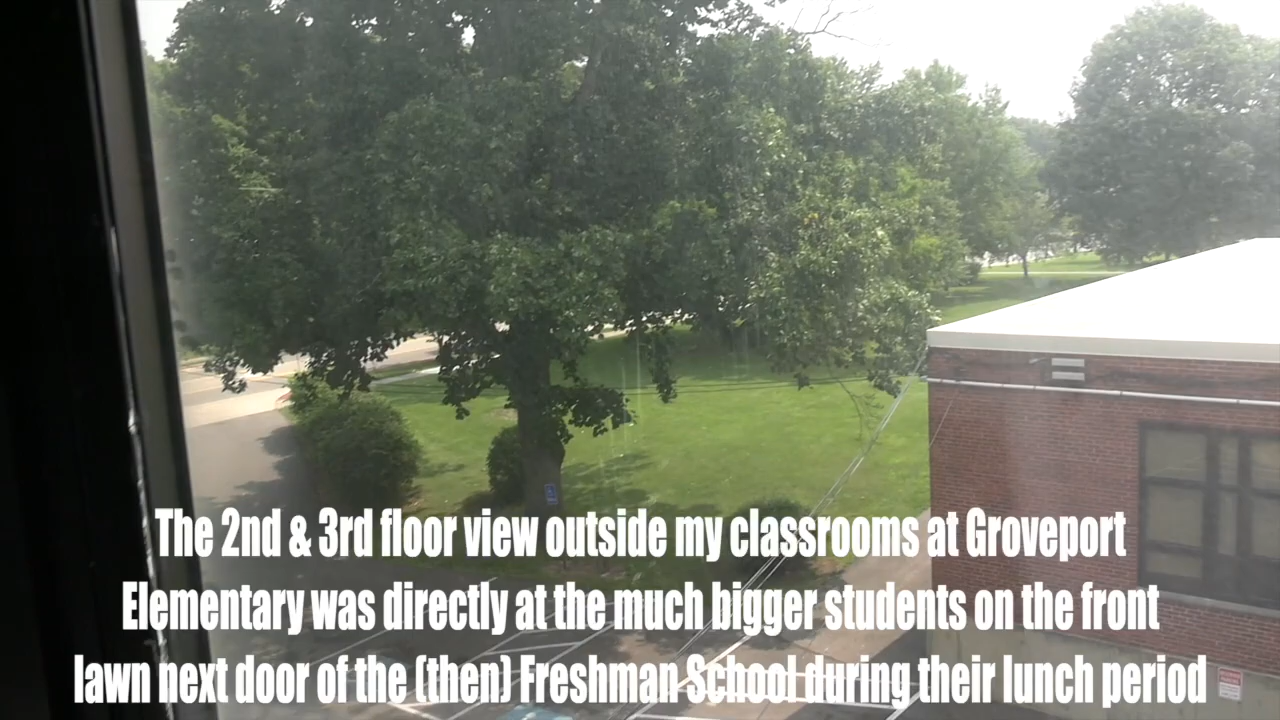 The 2nd & 3rd floor view outside my classrooms at Groveport
Elementary was directly at the much bigger students on the front
lawn next door of the (then) Freshman School during their lunch period